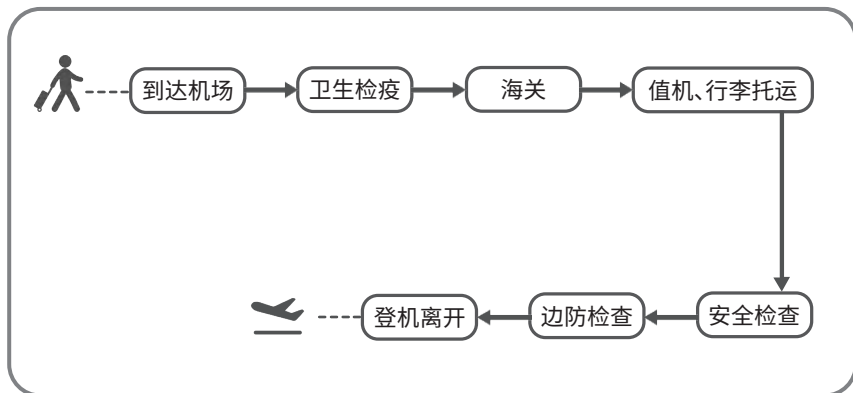 到达机场
卫生检疫
海关
值机、行李托运
安全检查
边防检查
登机离开